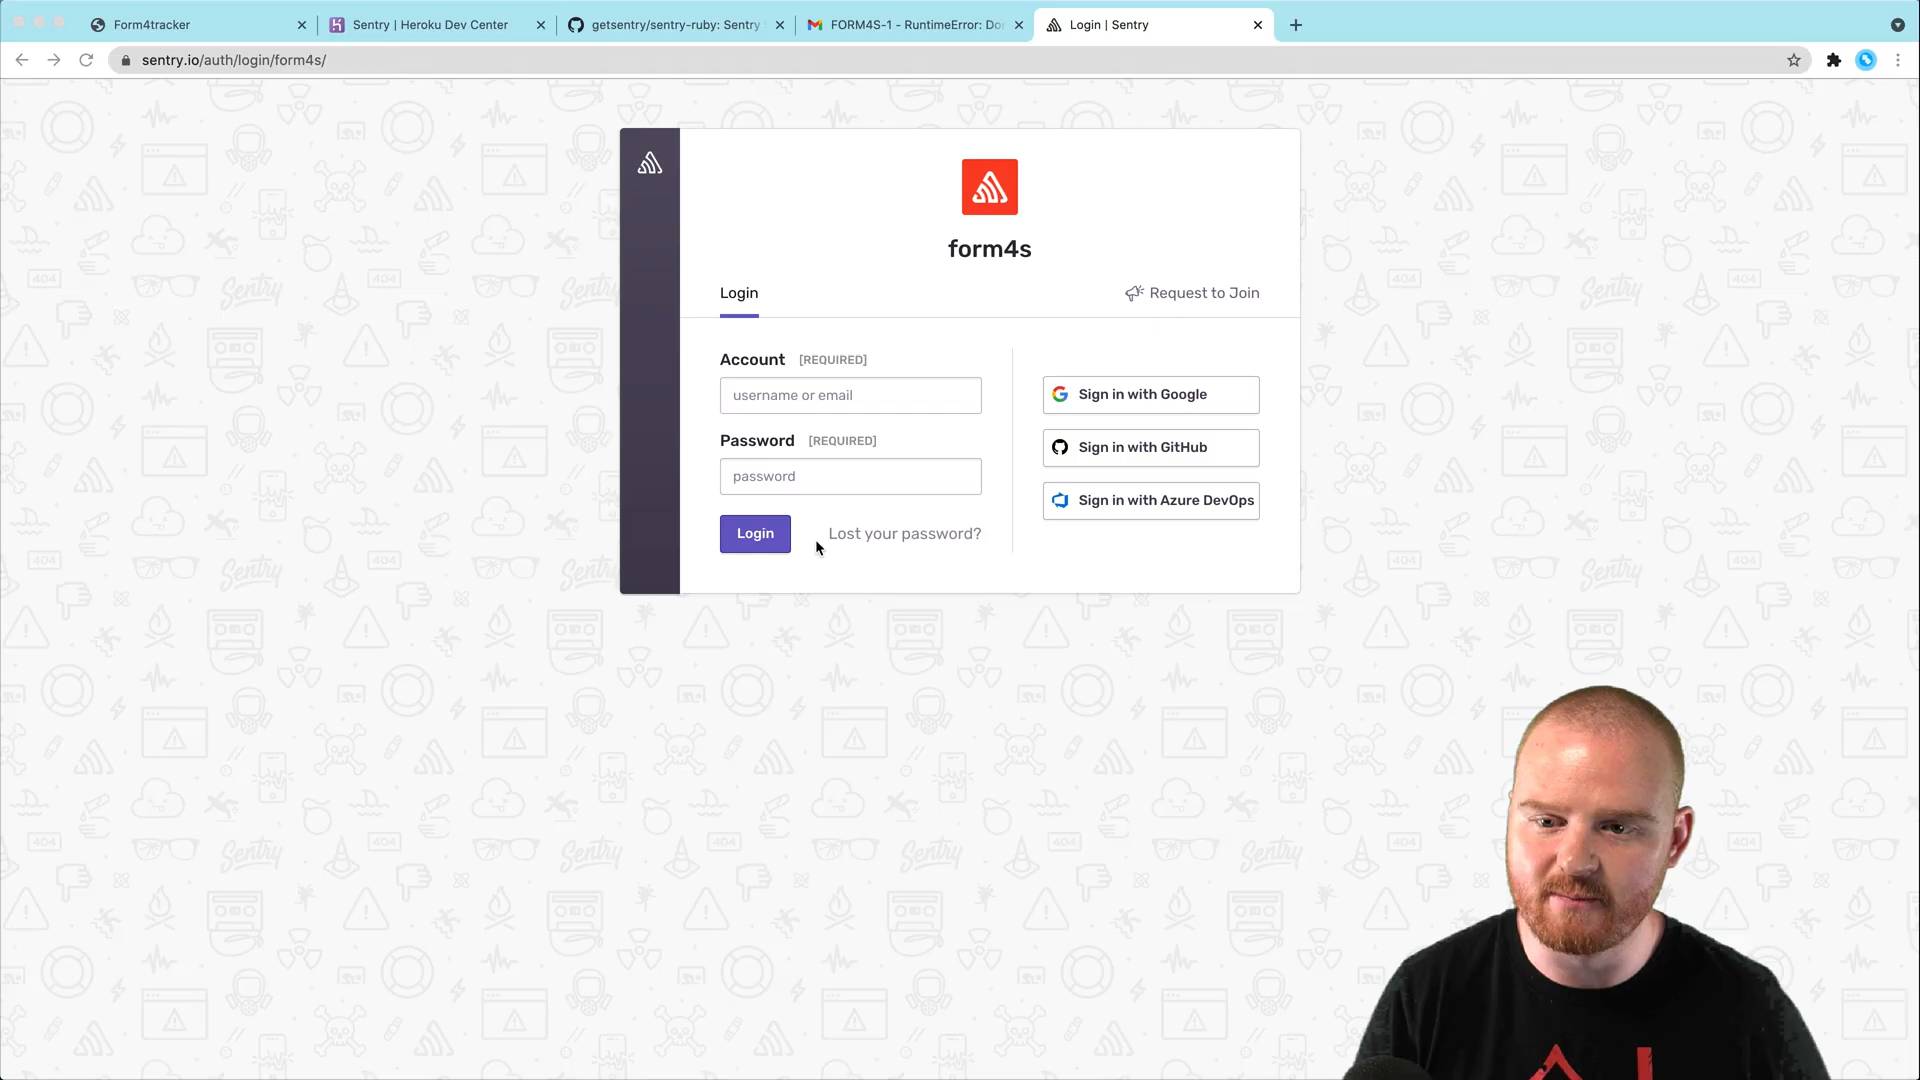 Form4tracker
Sentry | Heroku Dev Center
getsentry/sentry-ruby: Sentry
FORM4S-1 - RuntimeError: Do
Login | Sentry
sentry.io/auth/login/form4s/
form4s
Login
Request to Join
Account [REQUIRED]
username or email
Password [REQUIRED]
password
Login
Lost your password?
Sign in with Google
Sign in with GitHub
Sign in with Azure DevOps